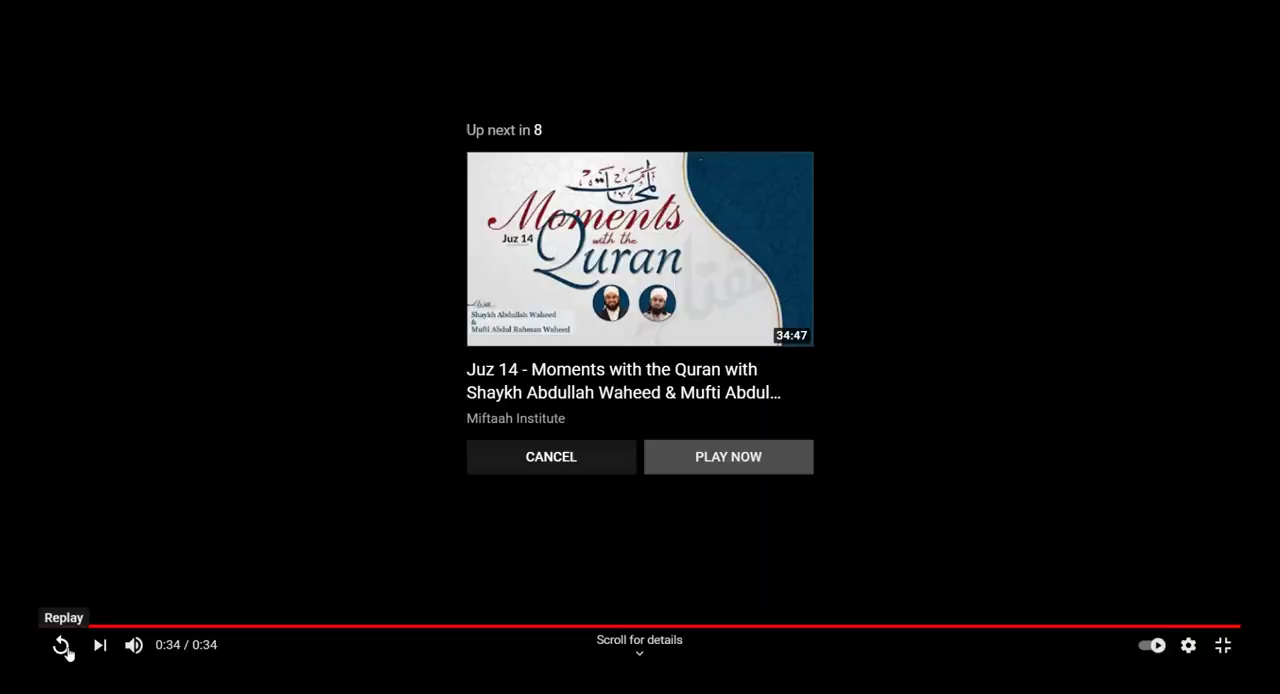 Up next in 8
لمحات
Moments
Juz 14
with the
Quran
With...
Shaykh Abdullah Waheed
&
Mufti Abdul Rahman Waheed
34:47
Juz 14 - Moments with the Quran with
Shaykh Abdullah Waheed & Mufti Abdul...
Miftaah Institute
CANCEL
PLAY NOW
Replay
0:34 / 0:34
Scroll for details